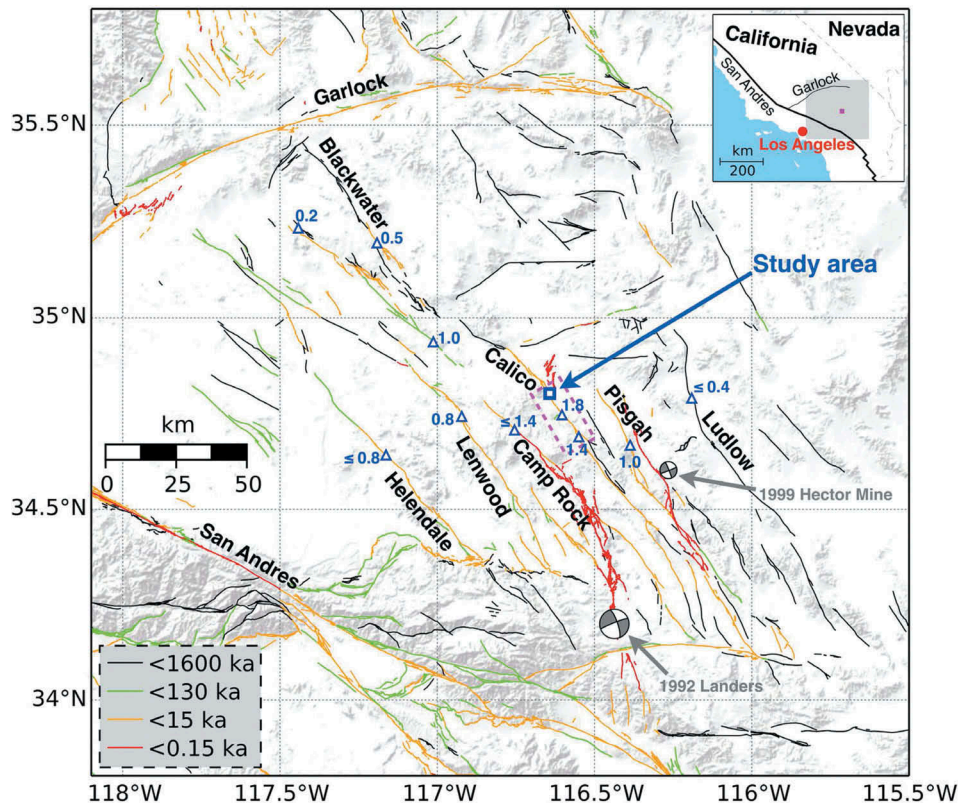 California
Nevada
San Andres
Garlock
Los Angeles
km
200
Garlock
35.5°N
Blackwater
0.2
0.5
Study area
35°N
1.0
Calico
≤ 0.4
km
0
25
50
0.8
≤ 1.4
1.8
Pisgah
1.4
1.0
≤ 0.8
Ludlow
Camp Rock
Lenwood
Helendale
1999 Hector Mine
34.5°N
San Andres
1992 Landers
34°N
<1600 ka
<130 ka
<15 ka
<0.15 ka
118°W
117.5°W
117°W
116.5°W
116°W
115.5°W